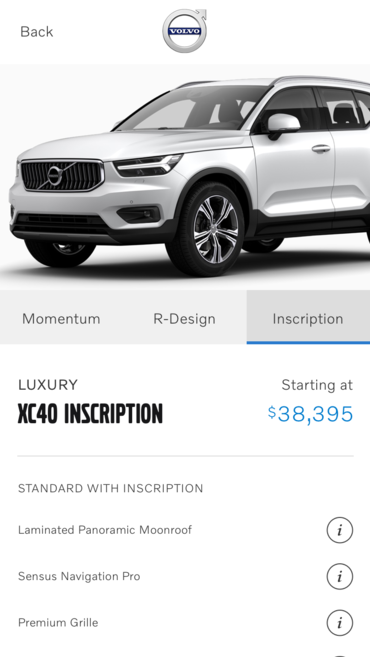 Back
VOLVO
Momentum
R-Design
Inscription
LUXURY
Starting at
XC40 INSCRIPTION
$38,395
STANDARD WITH INSCRIPTION
Laminated Panoramic Moonroof
i
Sensus Navigation Pro
i
Premium Grille
i